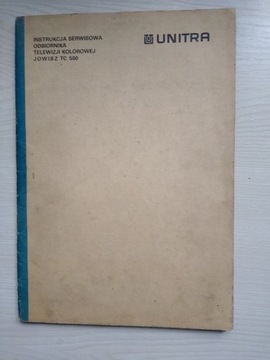 INSTRUKCJA SERWISOWA
ODBIORNIKA
TELEWIZJI KOLOROWEJ
JOWISZ TC 500
UNITRA